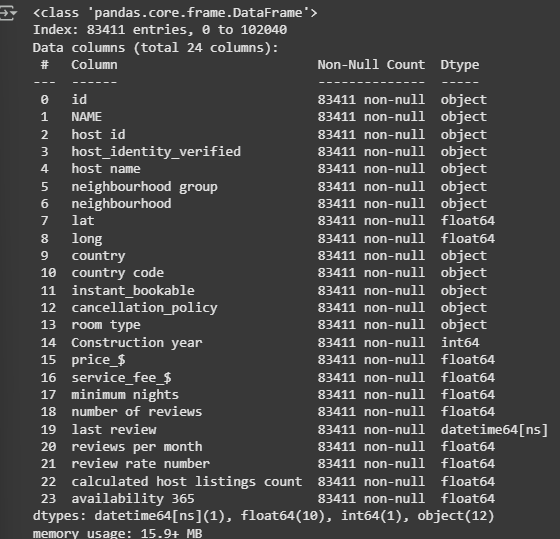 <class 'pandas.core.frame.DataFrame'>
Index: 83411 entries, 0 to 102040
Data columns (total 24 columns):
 #   Column                          Non-Null Count  Dtype
---  ------                          --------------  -----
 0   id                              83411 non-null  object
 1   NAME                            83411 non-null  object
 2   host id                         83411 non-null  object
 3   host_identity_verified          83411 non-null  object
 4   host name                       83411 non-null  object
 5   neighbourhood group             83411 non-null  object
 6   neighbourhood                   83411 non-null  object
 7   lat                             83411 non-null  float64
 8   long                            83411 non-null  float64
 9   country                         83411 non-null  object
 10  country code                    83411 non-null  object
 11  instant_bookable                83411 non-null  object
 12  cancellation_policy             83411 non-null  object
 13  room type                       83411 non-null  object
 14  Construction year               83411 non-null  int64
 15  price_$                         83411 non-null  float64
 16  service_fee_$                   83411 non-null  float64
 17  minimum nights                  83411 non-null  float64
 18  number of reviews               83411 non-null  float64
 19  last review                     83411 non-null  datetime64[ns]
 20  reviews per month               83411 non-null  float64
 21  review rate number              83411 non-null  float64
 22  calculated host listings count  83411 non-null  float64
 23  availability 365                83411 non-null  float64
dtypes: datetime64[ns](1), float64(10), int64(1), object(12)
memory usage: 15.9+ MB